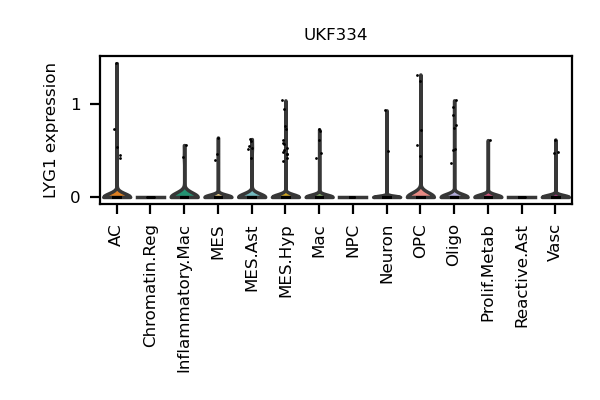 UKF334
LYG1 expression
1
0
AC
Chromatin.Reg
Inflammatory.Mac
MES
MES.Ast
MES.Hyp
Mac
NPC
Neuron
OPC
Oligo
Prolif.Metab
Reactive.Ast
Vasc